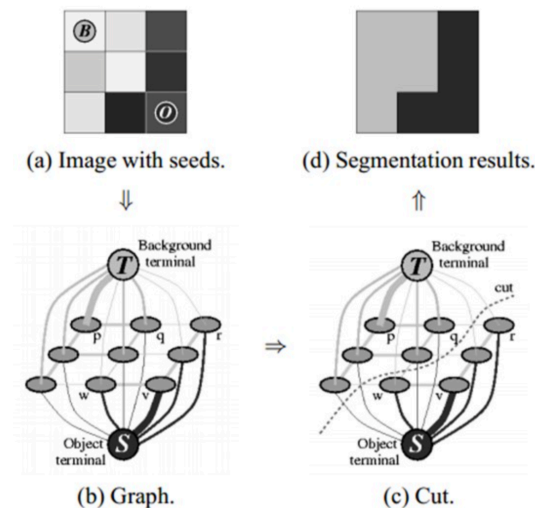 B
O
(a) Image with seeds.
(d) Segmentation results.
⇓
⇑
Background
terminal
T
p
q
r
w
v
Object
terminal
S
⇒
Background
terminal
T
cut
p
q
r
w
v
Object
terminal
S
(b) Graph.
(c) Cut.